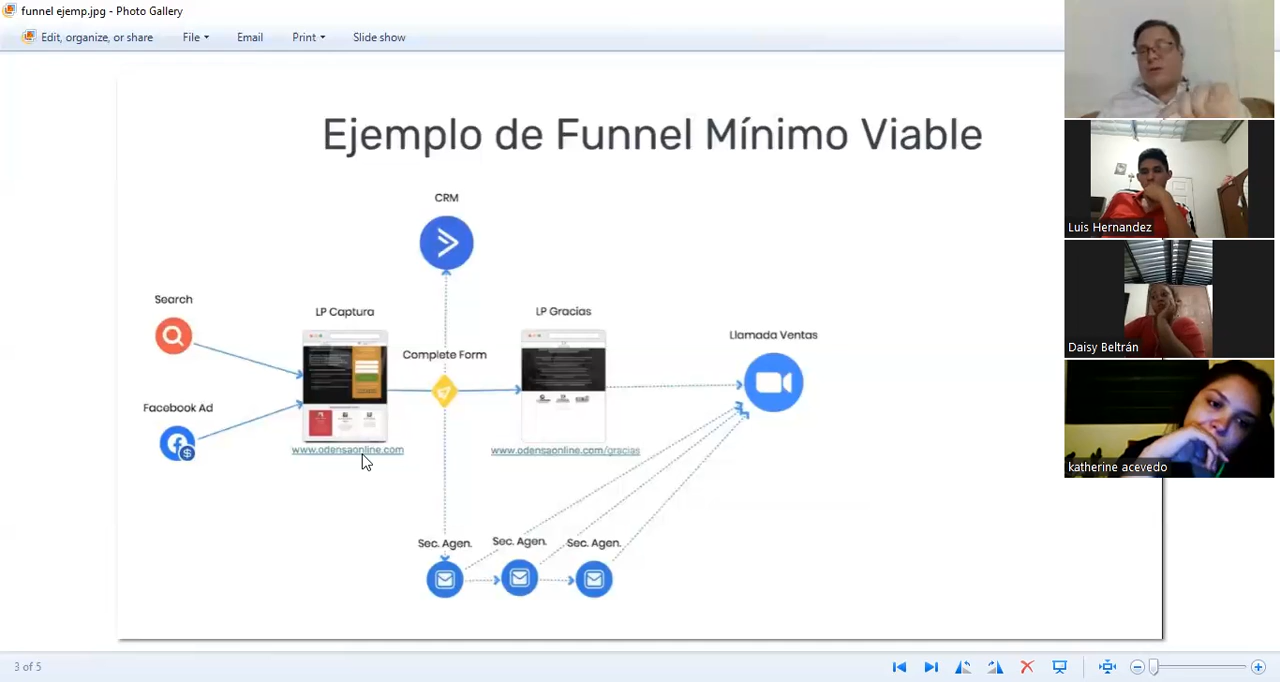 funnel ejemp.jpg - Photo Gallery
Edit, organize, or share File Email Print Slide show
Ejemplo de Funnel Mínimo Viable
CRM
Search
LP Captura
LP Gracias
Llamada Ventas
Complete Form
Facebook Ad
www.odensaonline.com
www.odensaonline.com/gracias
Sec. Agen. Sec. Agen. Sec. Agen.
Luis Hernandez
Daisy Beltrán
katherine acevedo
3 of 5